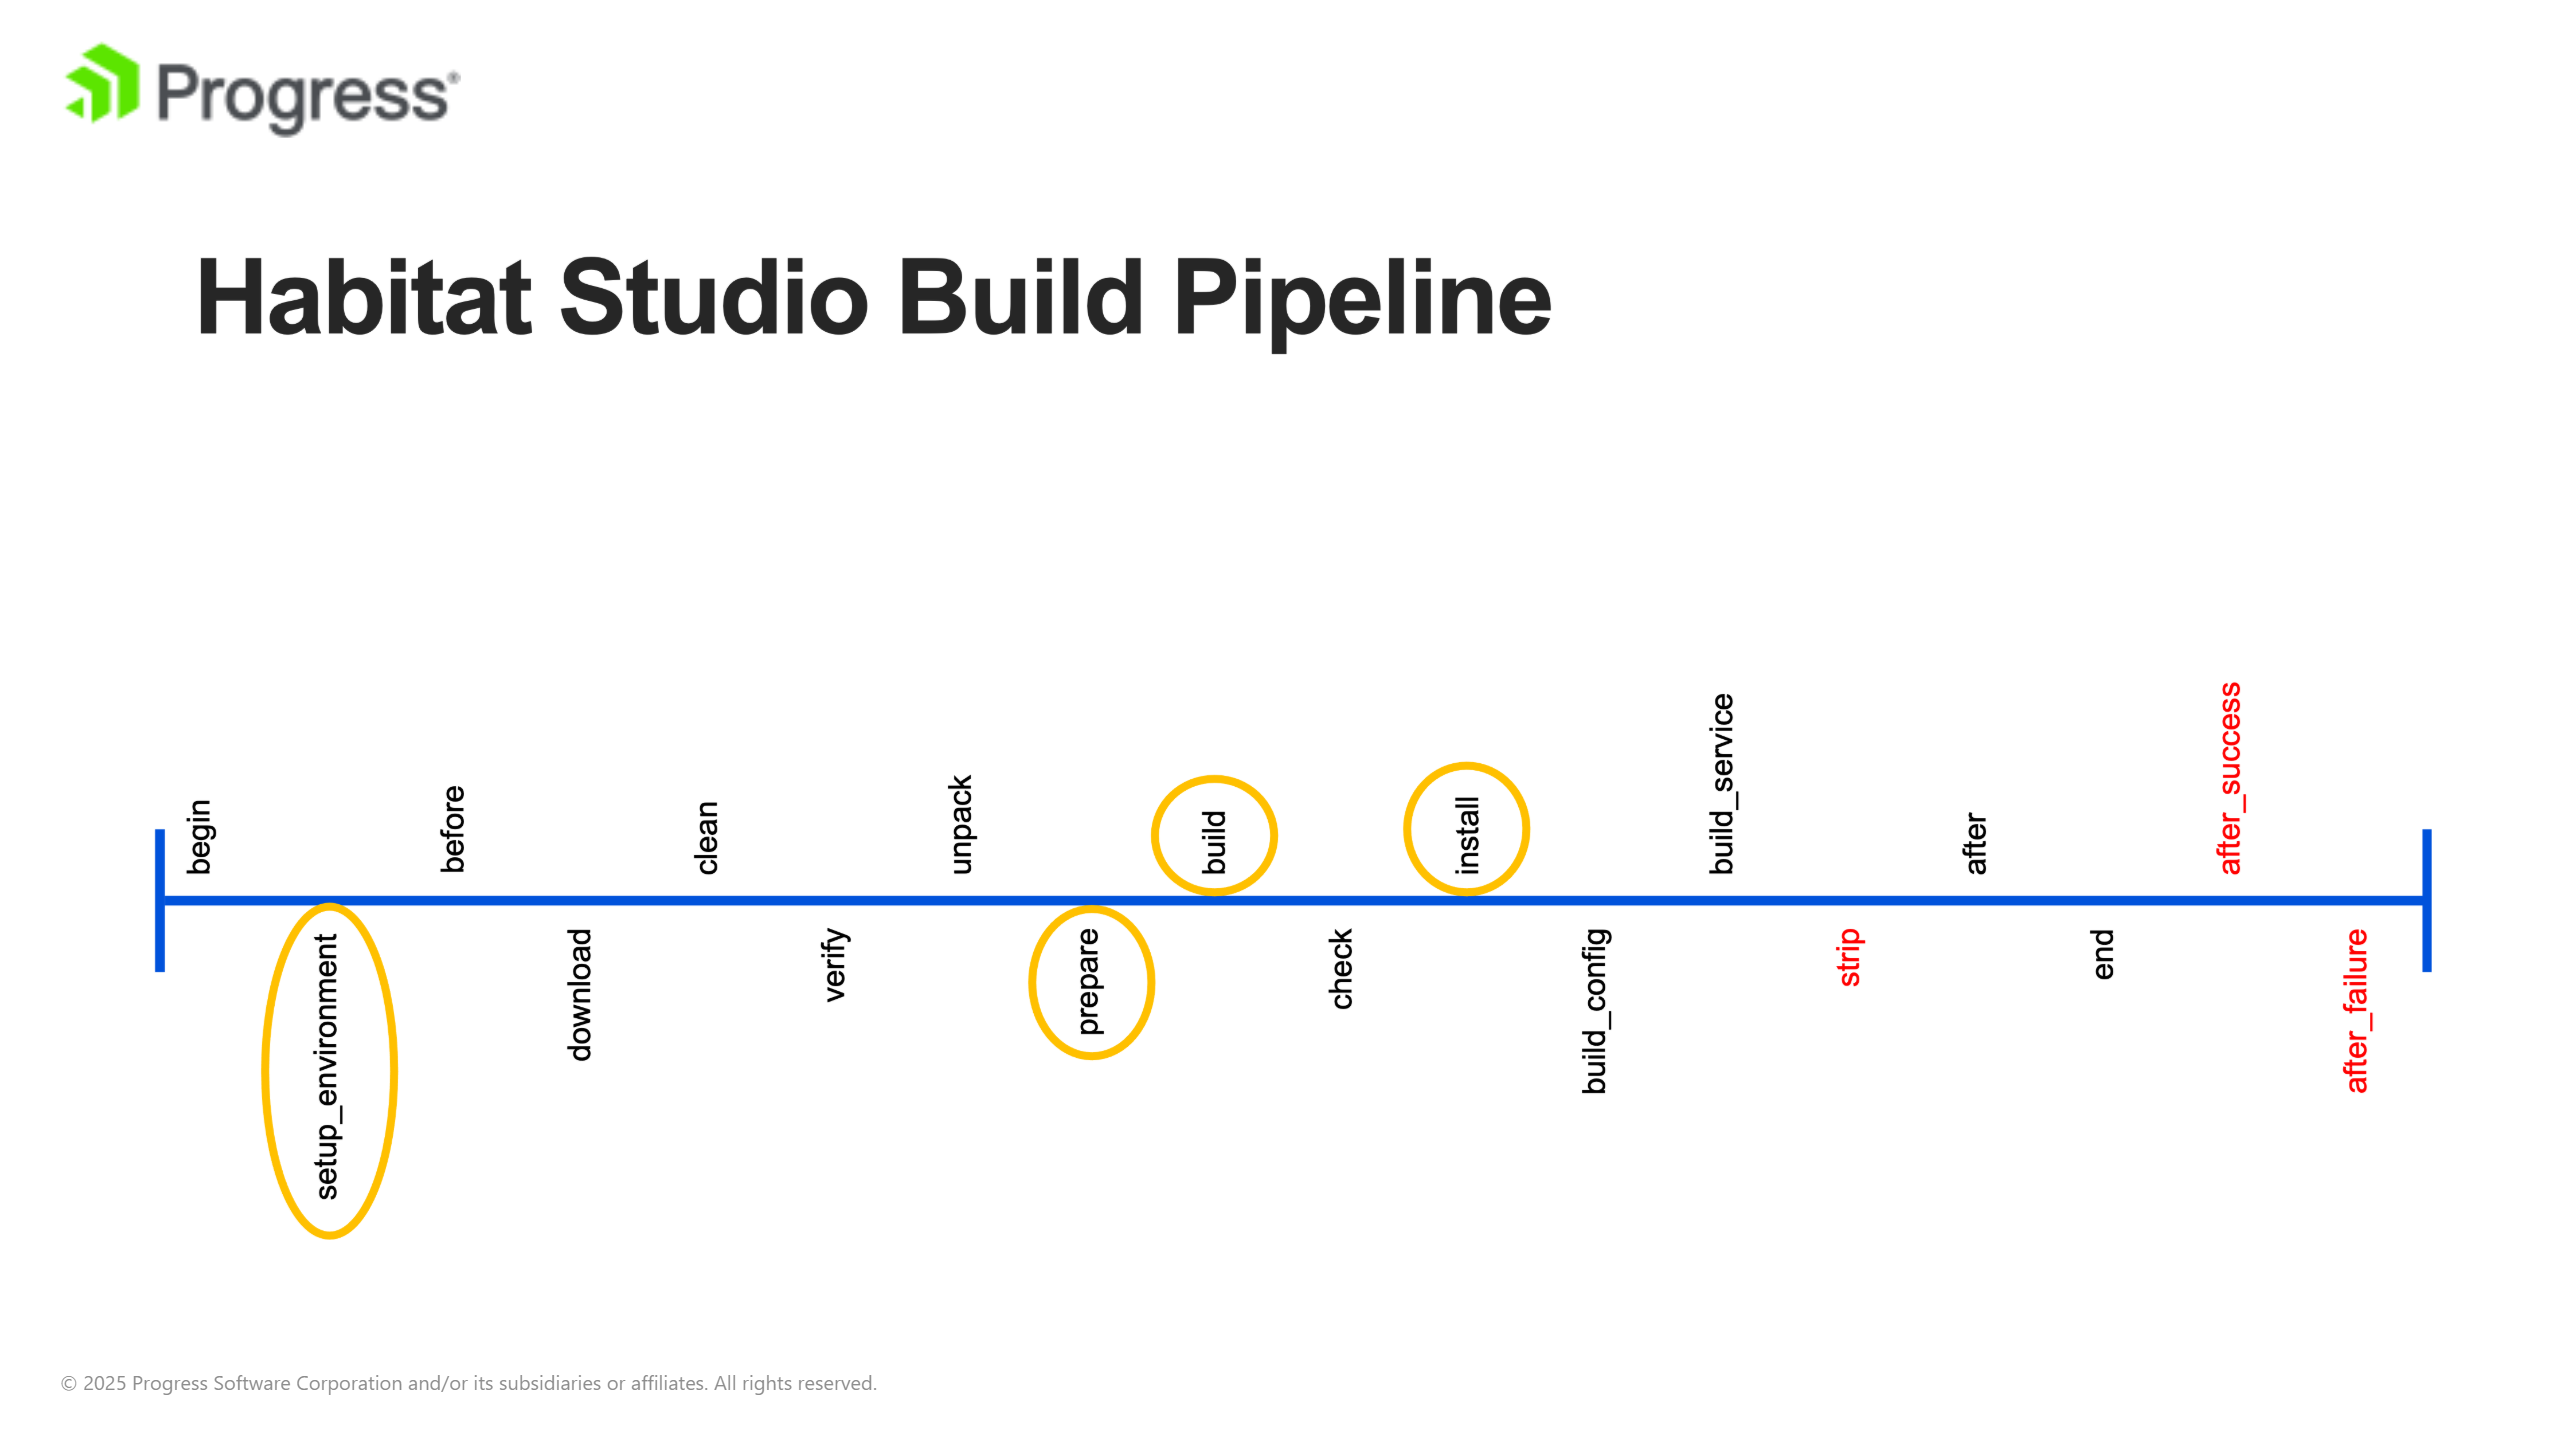 Progress®
Habitat Studio Build Pipeline
begin
setup_environment
before
download
clean
verify
unpack
prepare
build
check
install
build_config
build_service
strip
after
end
after_success
after_failure
© 2025 Progress Software Corporation and/or its subsidiaries or affiliates. All rights reserved.